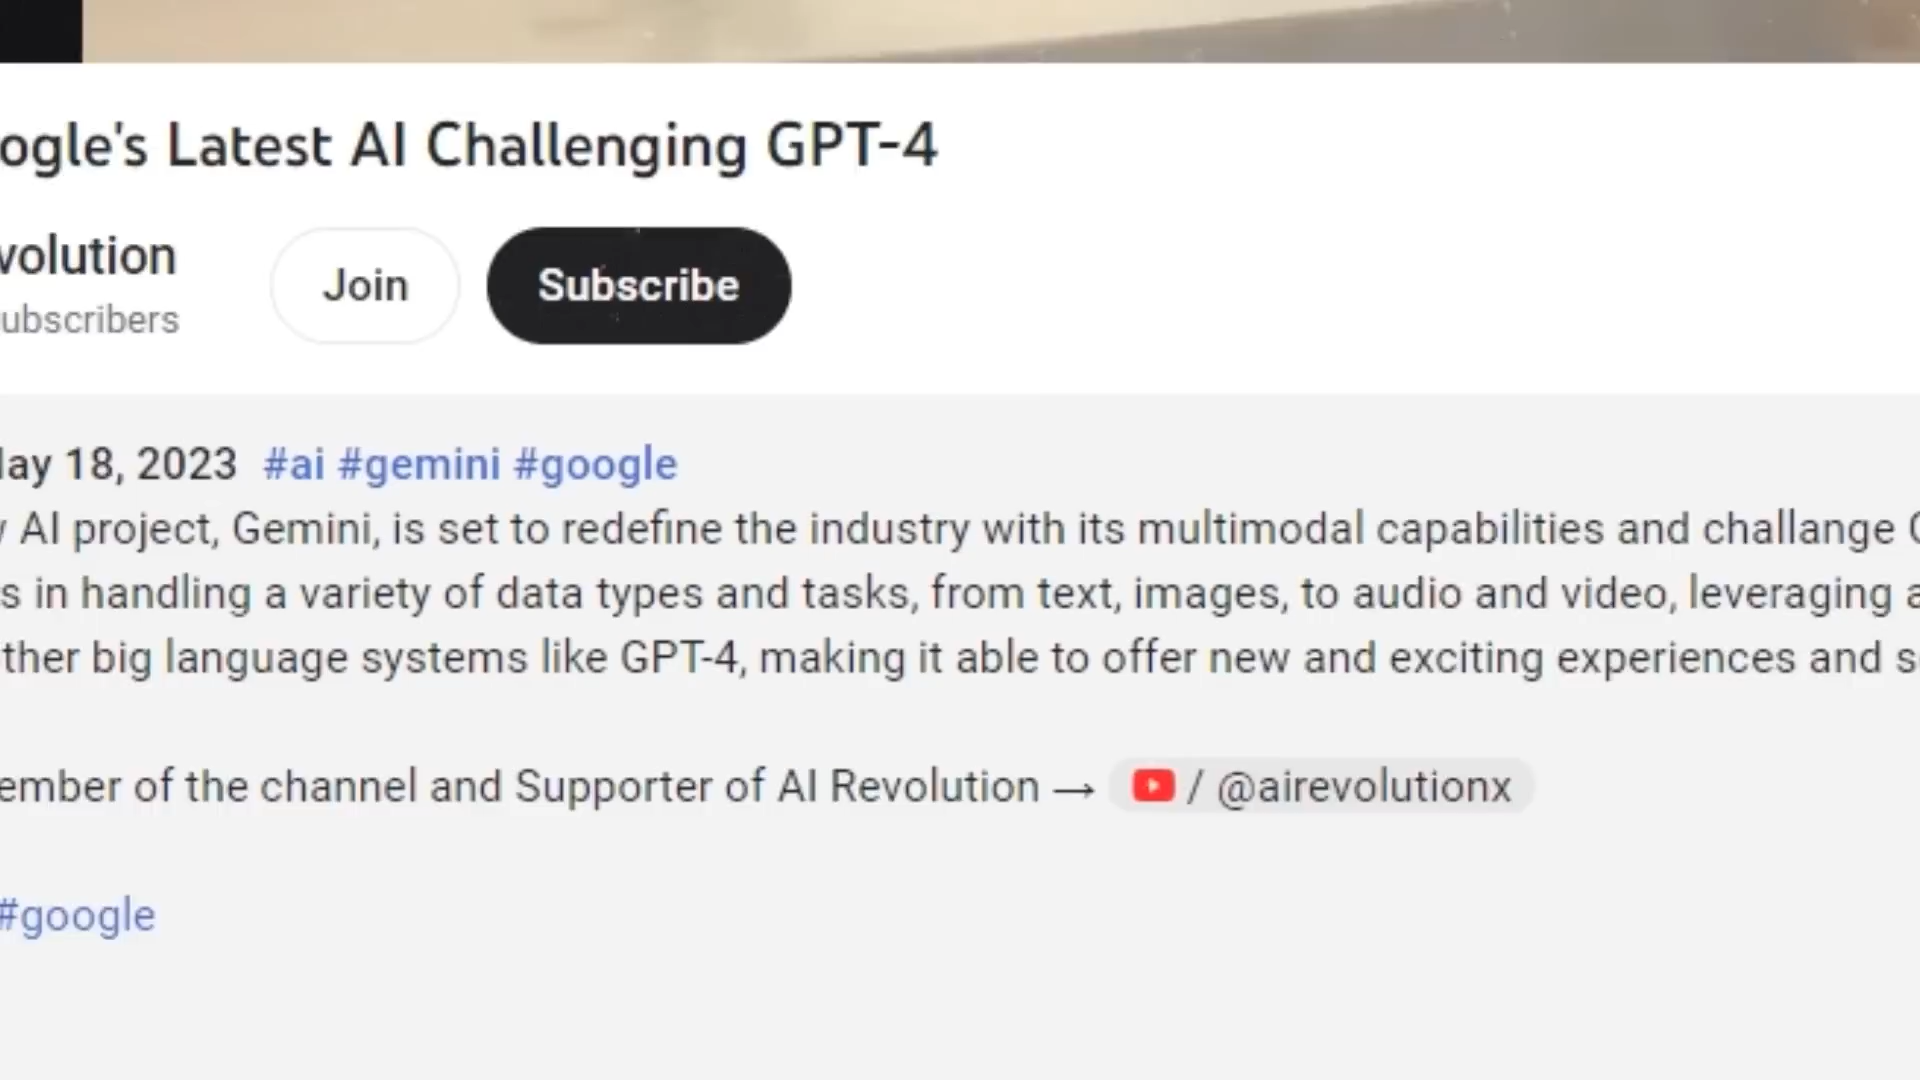 ogle's Latest AI Challenging GPT-4
volution
Join
Subscribe
ubscribers
ay 18, 2023 #ai #gemini #google
AI project, Gemini, is set to redefine the industry with its multimodal capabilities and challange
s in handling a variety of data types and tasks, from text, images, to audio and video, leveraging a
ther big language systems like GPT-4, making it able to offer new and exciting experiences and s
ember of the channel and Supporter of AI Revolution → / @airevolutionx
#google